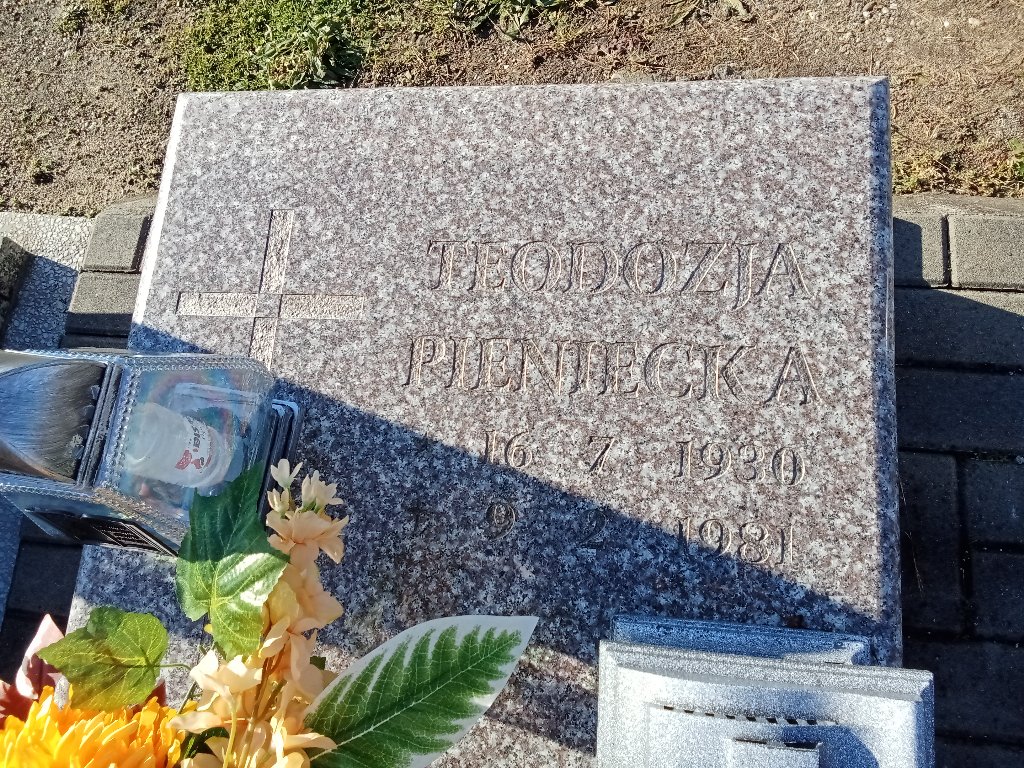 TEODOZJA
PIENIECKA
16 7 1930
9 2 1981